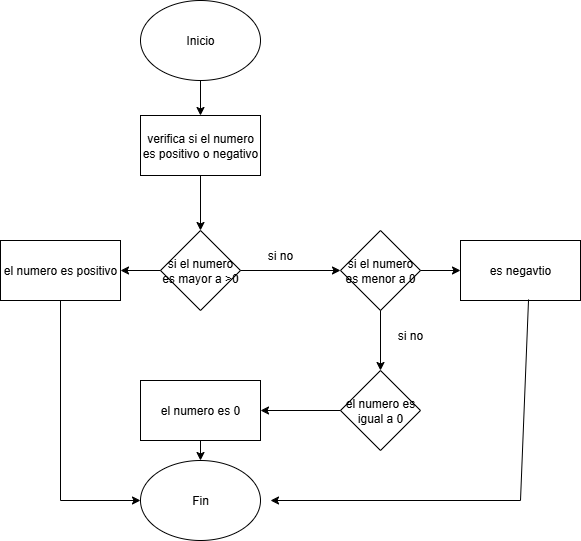 Inicio
verifica si el numero
es positivo o negativo
el numero es positivo
si el numero
es mayor a >0
si no
si el numero
es menor a 0
es negavtio
si no
el numero es 0
el numero es
igual a 0
Fin